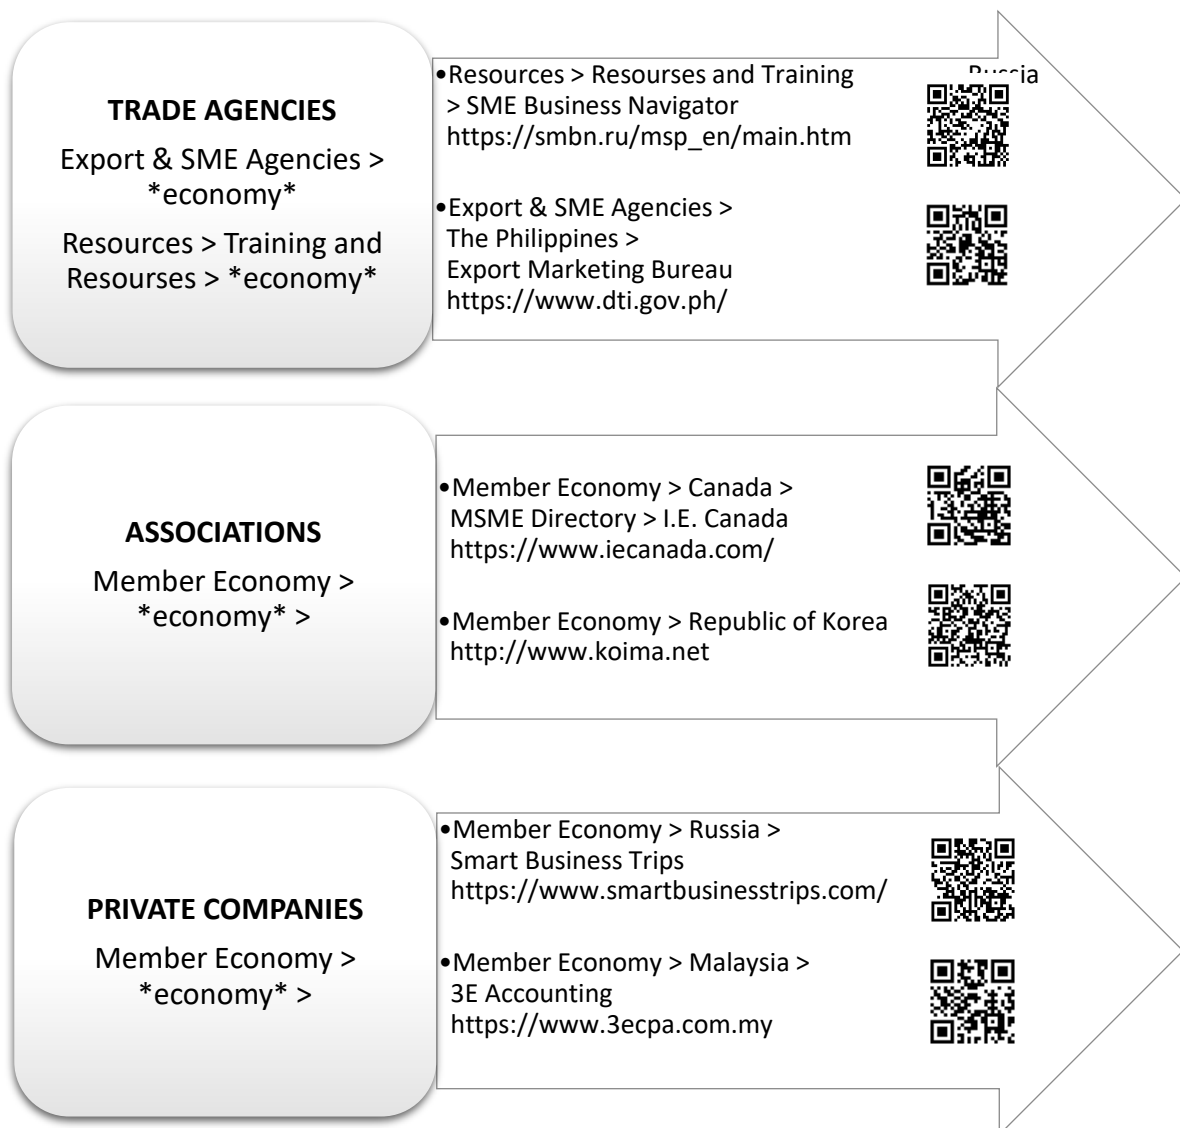 TRADE AGENCIES
Export & SME Agencies >
*economy*
Resources > Training and
Resourses > *economy*
•Resources > Resourses and Training
Russia
> SME Business Navigator
https://smbn.ru/msp_en/main.htm
•Export & SME Agencies >
The Philippines >
Export Marketing Bureau
https://www.dti.gov.ph/
ASSOCIATIONS
Member Economy >
*economy* >
•Member Economy > Canada >
MSME Directory > I.E. Canada
https://www.iecanada.com/
•Member Economy > Republic of Korea
http://www.koima.net
PRIVATE COMPANIES
Member Economy >
*economy* >
•Member Economy > Russia >
Smart Business Trips
https://www.smartbusinesstrips.com/
•Member Economy > Malaysia >
3E Accounting
https://www.3ecpa.com.my